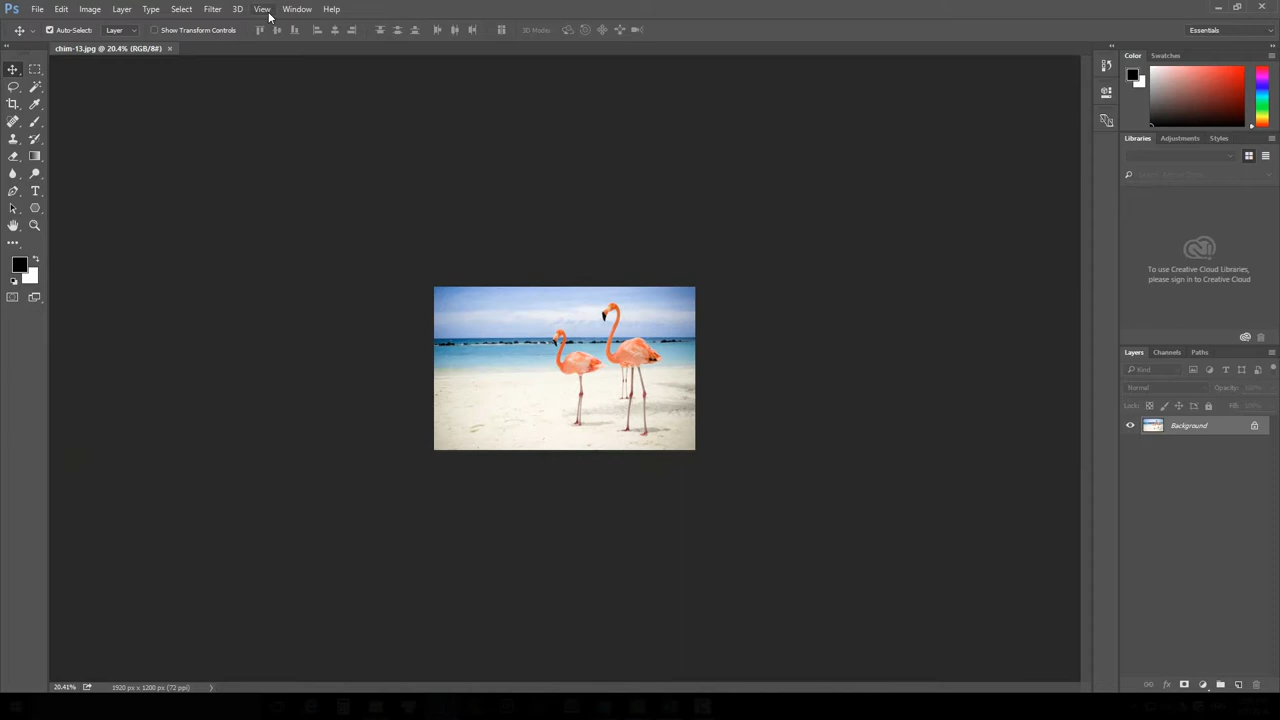 Ps File Edit Image Layer Type Select Filter 3D View Window Help
Auto-Select: Layer Show Transform Controls 3D Mode: Essentials
chim-13.jpg @ 20.4% (RGB/8#) ×
Color Swatches
Libraries Adjustments Styles
To use Creative Cloud Libraries,
please sign in to Creative Cloud
Layers Channels Paths
Kind
Normal Opacity: 100%
Lock: Fill: 100%
Background
20.41% 1920 px x 1200 px (72 ppi)